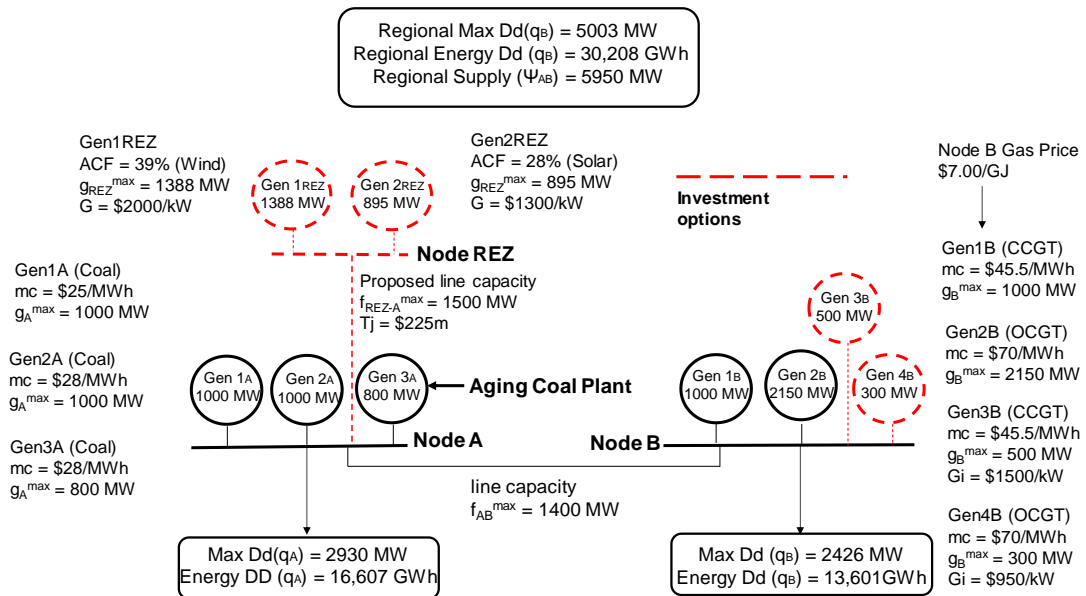 Regional Max Dd(qB) = 5003 MW
Regional Energy Dd (qB) = 30,208 GWh
Regional Supply (ΨAB) = 5950 MW
Gen1REZ
ACF = 39% (Wind)
gREZmax = 1388 MW
G = $2000/kW
Gen 1REZ
1388 MW
Gen 2REZ
895 MW
Gen2REZ
ACF = 28% (Solar)
gREZmax = 895 MW
G = $1300/kW
Investment
options
Node B Gas Price
$7.00/GJ
Node REZ
Proposed line capacity
fREZ-Amax = 1500 MW
Tj = $225m
Gen1A (Coal)
mc = $25/MWh
gAmax = 1000 MW
Gen2A (Coal)
mc = $28/MWh
gAmax = 1000 MW
Gen3A (Coal)
mc = $28/MWh
gAmax = 800 MW
Gen 1A
1000 MW
Gen 2A
1000 MW
Gen 3A
800 MW
Aging Coal Plant
Node A
Node B
Gen 1B
1000 MW
Gen 2B
2150 MW
Gen 3B
500 MW
Gen 4B
300 MW
Gen1B (CCGT)
mc = $45.5/MWh
gBmax = 1000 MW
Gen2B (OCGT)
mc = $70/MWh
gBmax = 2150 MW
Gen3B (CCGT)
mc = $45.5/MWh
gBmax = 500 MW
Gi = $1500/kW
Gen4B (OCGT)
mc = $70/MWh
gBmax = 300 MW
Gi = $950/kW
line capacity
fABmax = 1400 MW
Max Dd(qA) = 2930 MW
Energy DD (qA) = 16,607 GWh
Max Dd (qB) = 2426 MW
Energy Dd (qB) = 13,601GWh